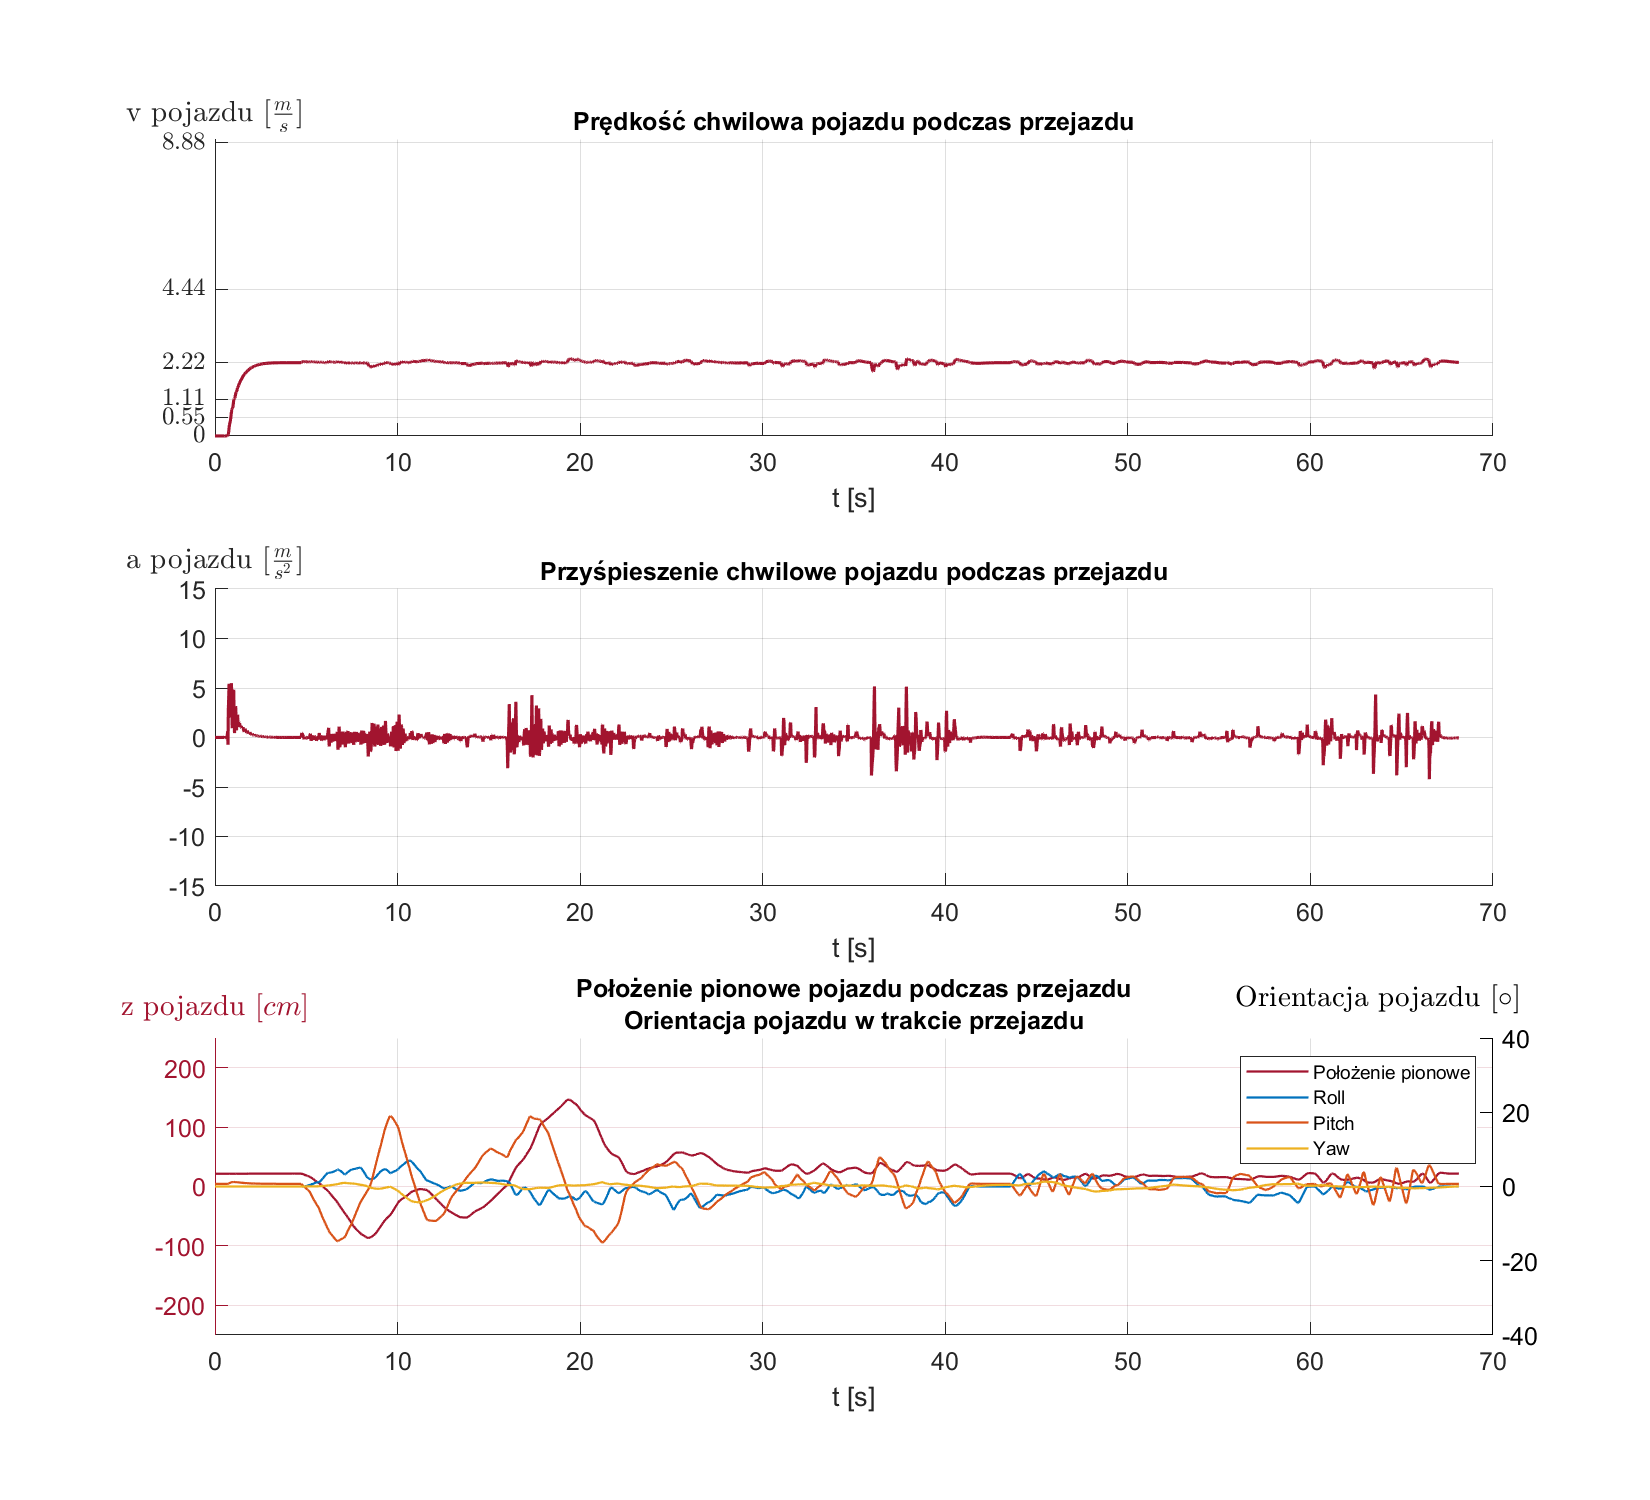 v pojazdu [m/s]
Prędkość chwilowa pojazdu podczas przejazdu
8.88
4.44
2.22
1.11
0.55
0
0 10 20 30 40 50 60 70
t [s]
a pojazdu [m/s²]
Przyśpieszenie chwilowe pojazdu podczas przejazdu
15
10
5
0
-5
-10
-15
0 10 20 30 40 50 60 70
t [s]
z pojazdu [cm]
Położenie pionowe pojazdu podczas przejazdu
Orientacja pojazdu w trakcie przejazdu
Orientacja pojazdu [∘]
200
100
0
-100
-200
40
20
0
-20
-40
Położenie pionowe
Roll
Pitch
Yaw
0 10 20 30 40 50 60 70
t [s]